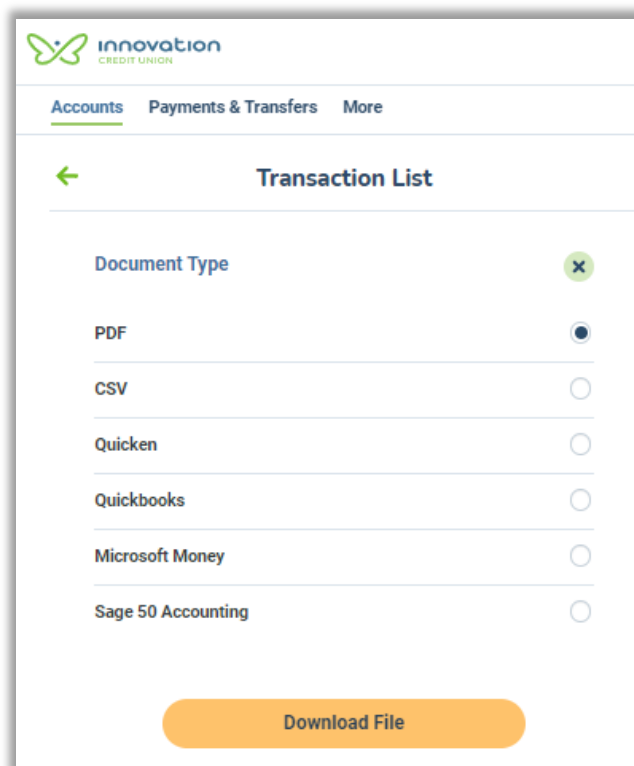 ınnovatıon
CREDIT UNION
Accounts Payments & Transfers More
Transaction List
Document Type
PDF
CSV
Quicken
Quickbooks
Microsoft Money
Sage 50 Accounting
Download File